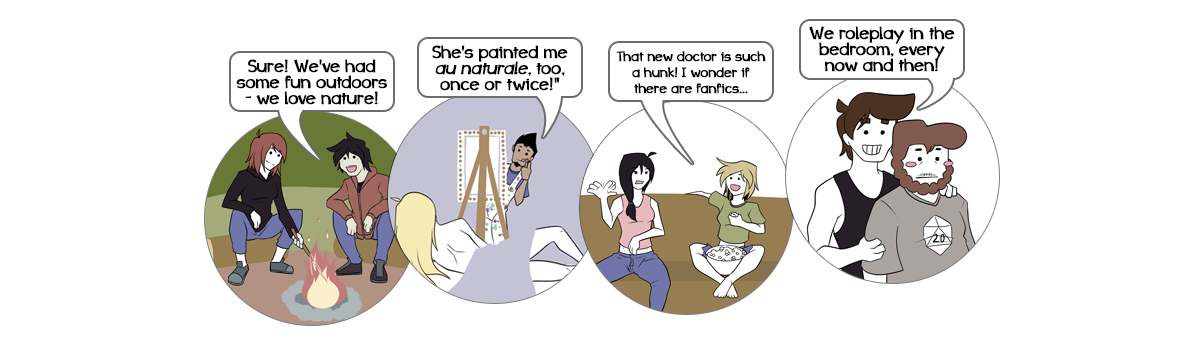 Sure! We've had
some fun outdoors
- we love nature!
She's painted me
au naturale, too,
once or twice!"
That new doctor is such
a hunk! I wonder if
there are fanfics...
We roleplay in the
bedroom, every
now and then!
20